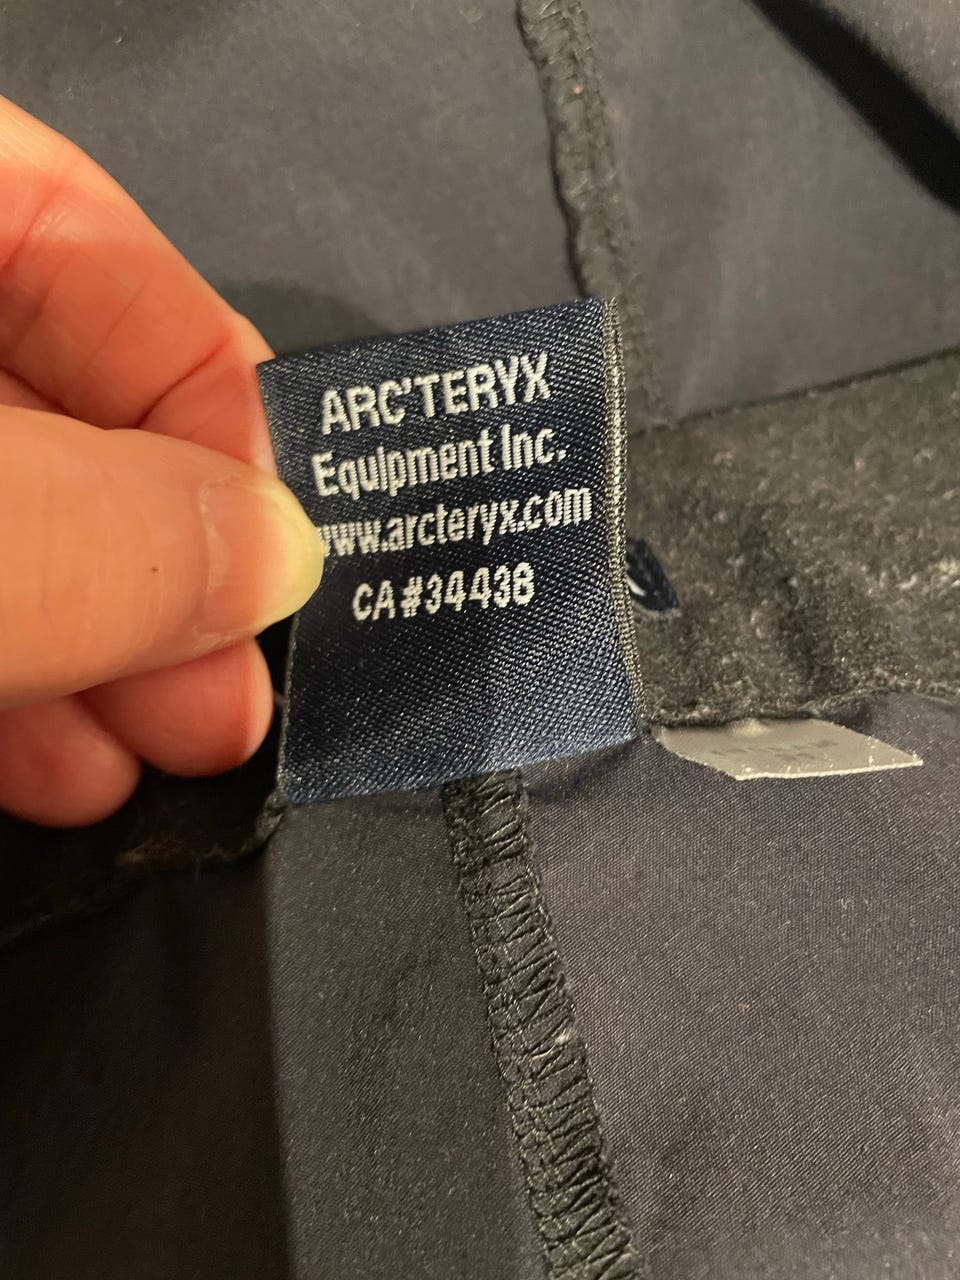 ARC'TERYX
Equipment Inc.
www.arcteryx.com
CA#34436